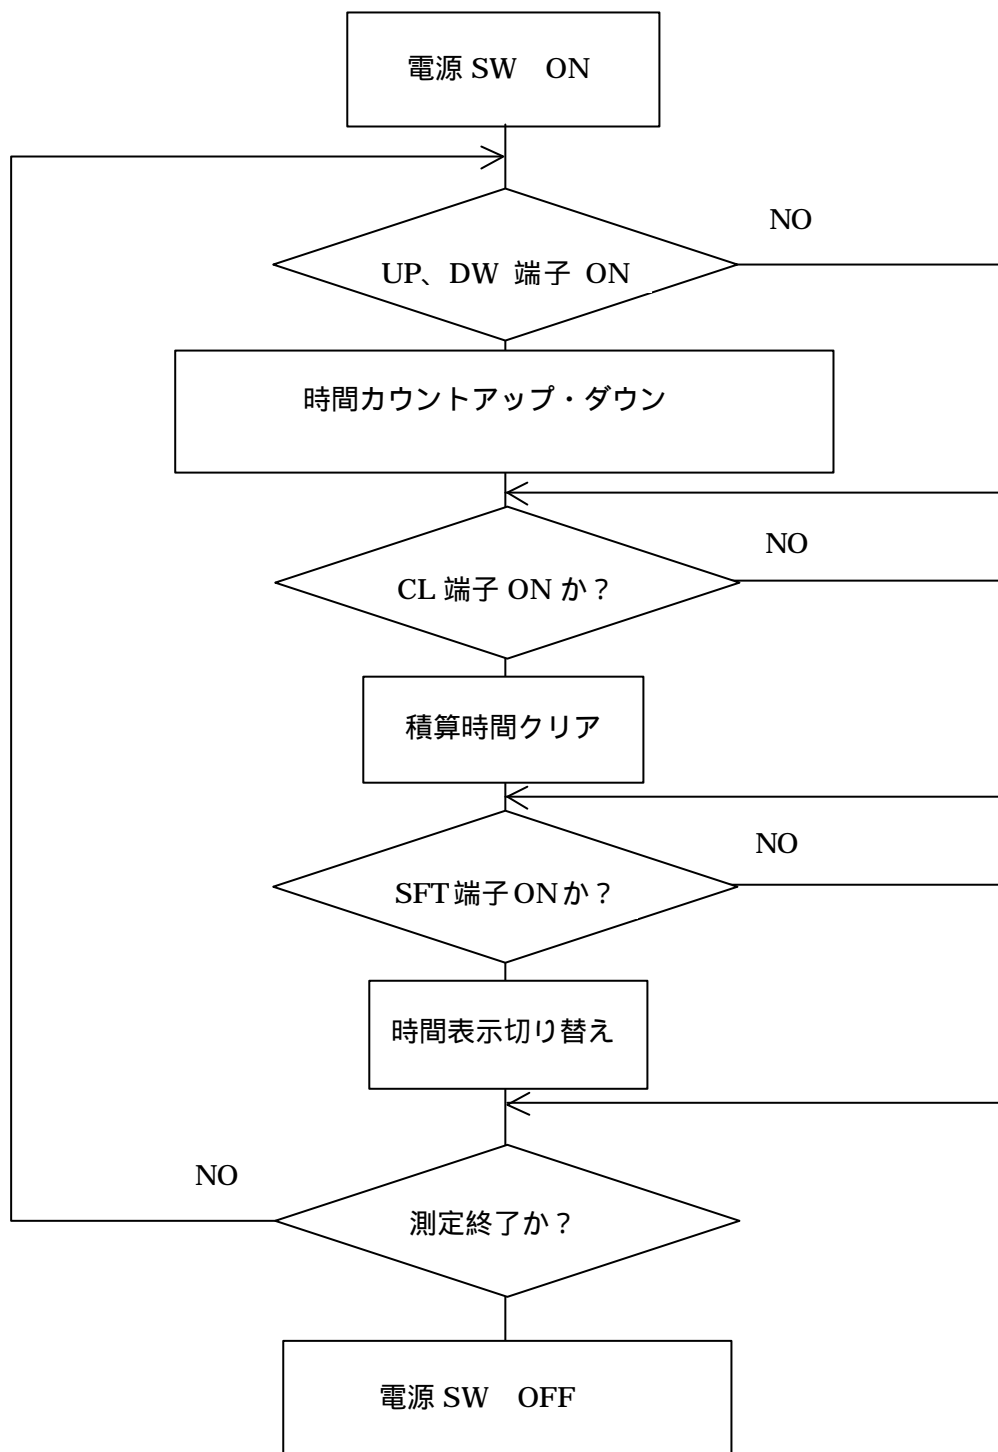 電源 SW　ON
NO
UP、DW 端子 ON
時間カウントアップ・ダウン
NO
CL 端子 ON か？
積算時間クリア
NO
SFT 端子 ON か？
時間表示切り替え
NO
測定終了か？
電源 SW　OFF